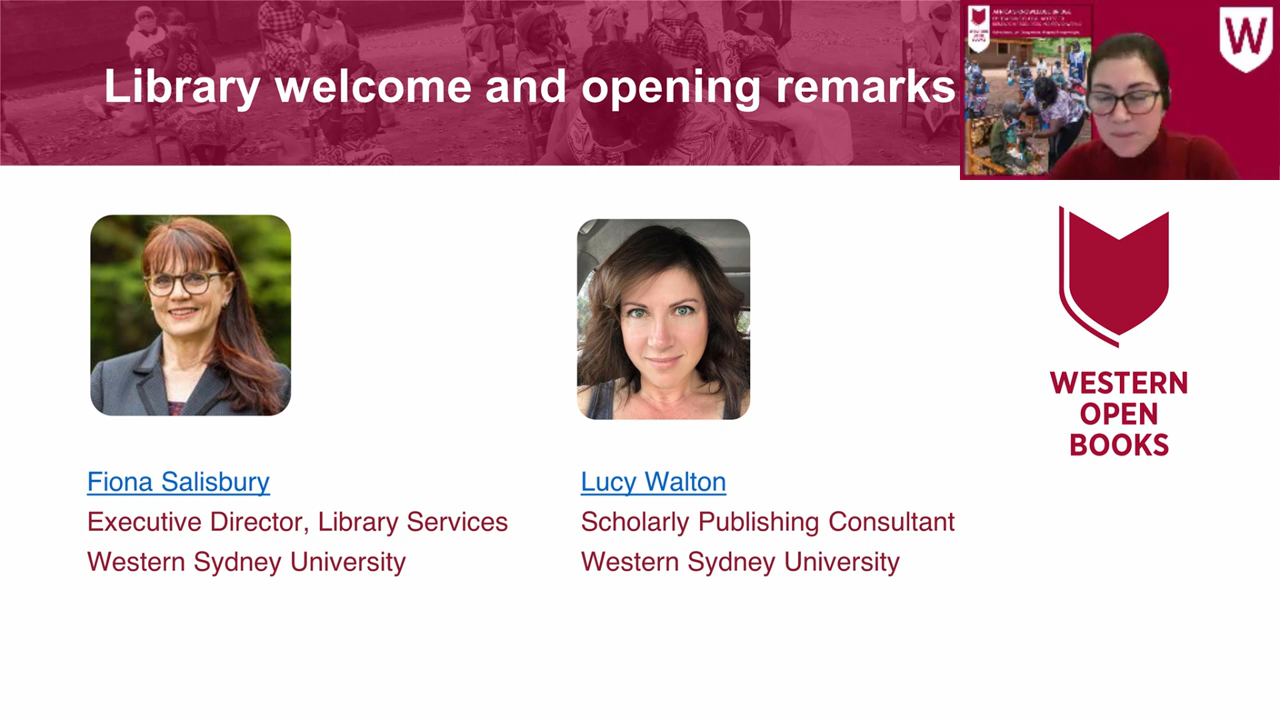 Library welcome and opening remarks
W
WESTERN
OPEN
BOOKS
Fiona Salisbury
Executive Director, Library Services
Western Sydney University
Lucy Walton
Scholarly Publishing Consultant
Western Sydney University